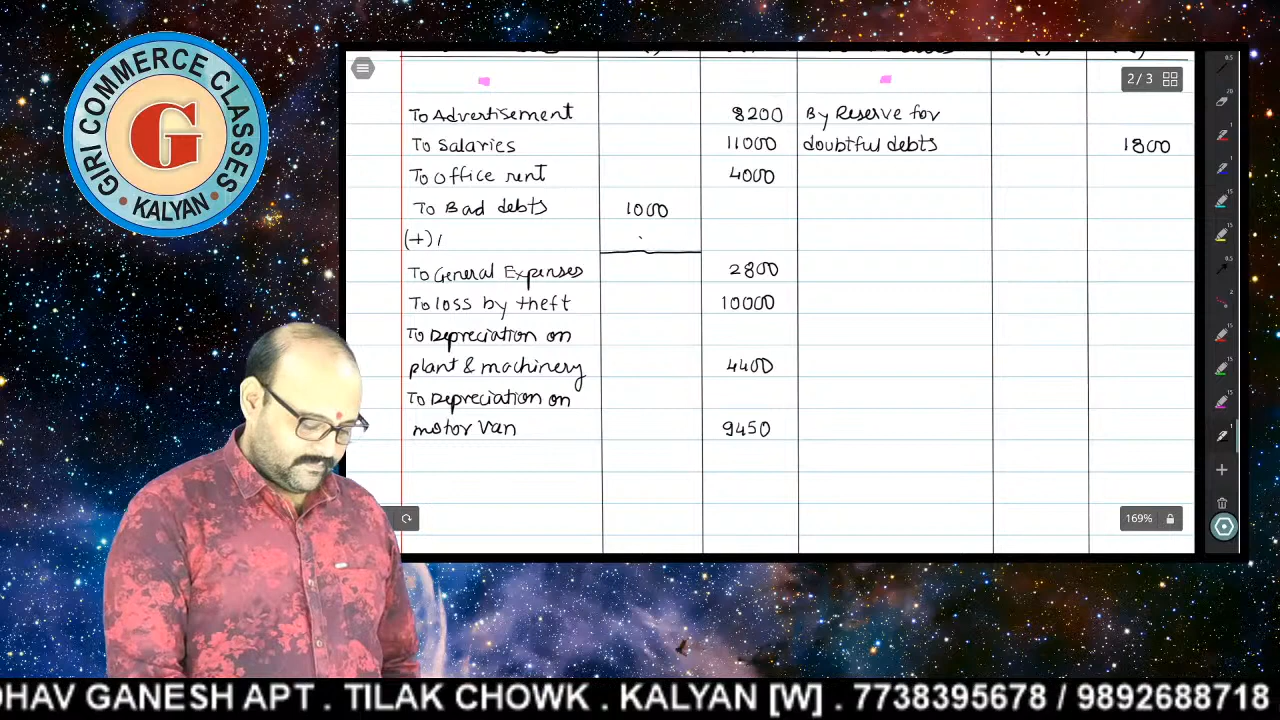 GIRI COMMERCE CLASSES
G
• KALYAN •
2/3
To Advertisement 8200 By Reserve for
To Salaries 11000 doubtful debts 1800
To office rent 4000
To Bad debts 1000
(+)
To General Expenses 2800
To loss by theft 10000
To Depreciation on
plant & machinery 4400
To Depreciation on
motor Van 9450
169%
DHAV GANESH APT . TILAK CHOWK . KALYAN [W] . 7738395678 / 9892688718